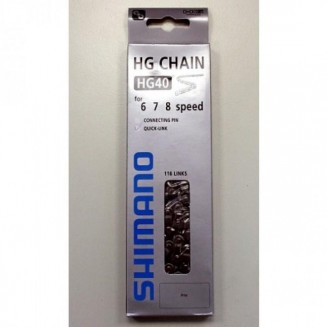 HG CHAIN
HG40
for
6 7 8 speed
CONNECTING PIN
QUICK-LINK
116 LINKS
SHIMANO